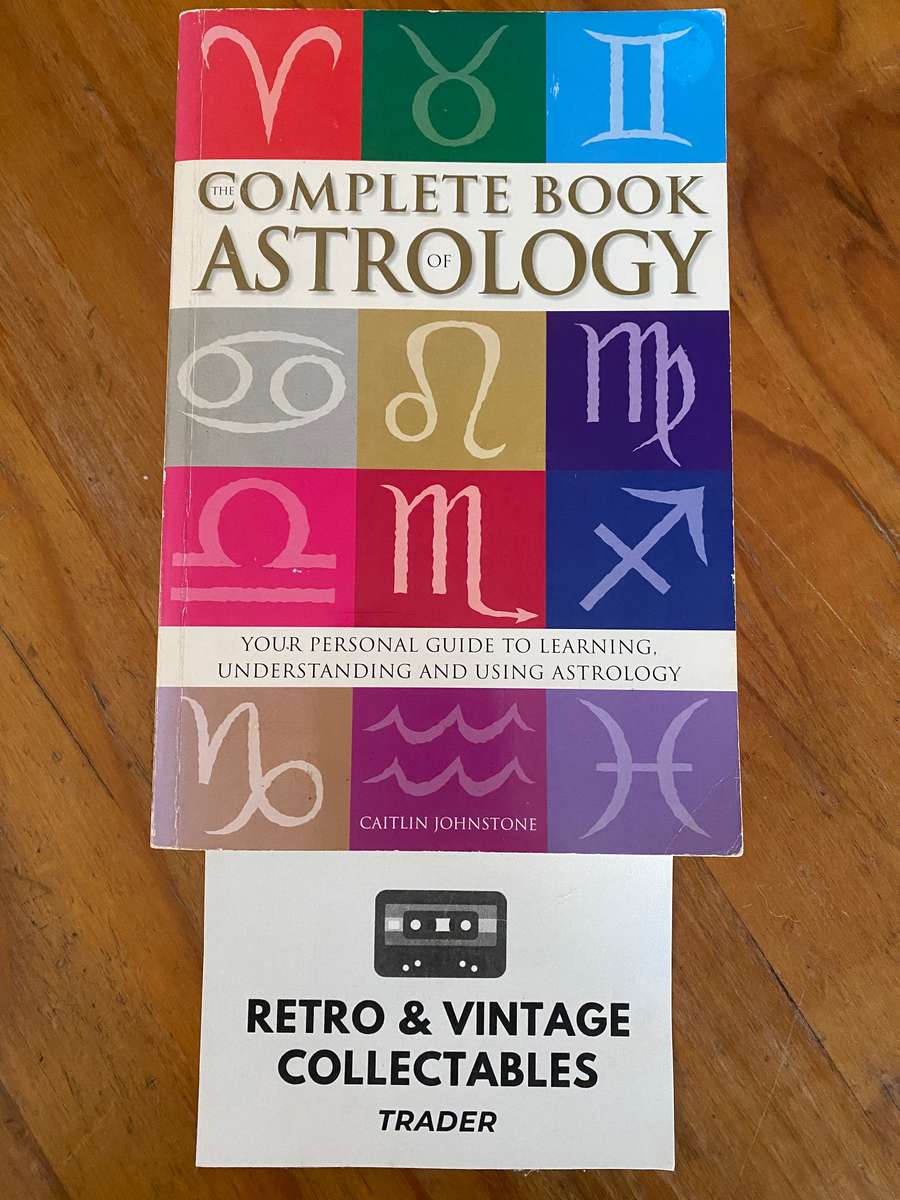 THE COMPLETE BOOK
OF ASTROLOGY
YOUR PERSONAL GUIDE TO LEARNING,
UNDERSTANDING AND USING ASTROLOGY
CAITLIN JOHNSTONE
RETRO & VINTAGE
COLLECTABLES
TRADER